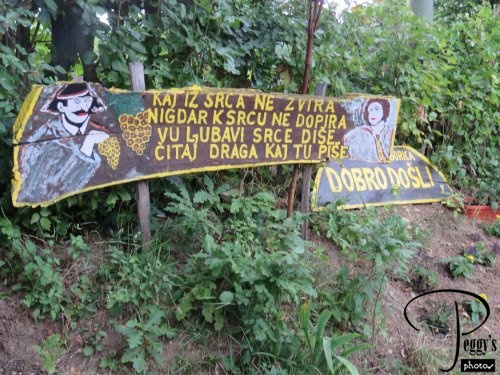 KAJ IZ SRCA NE ZVIRA
NIGDAR K SRCU NE DOPIRA
VU LJUBAVI SRCE DIŠE
ČITAJ DRAGA KAJ TU PIŠE
DOBRO DOŠLI
Peggy's
photos